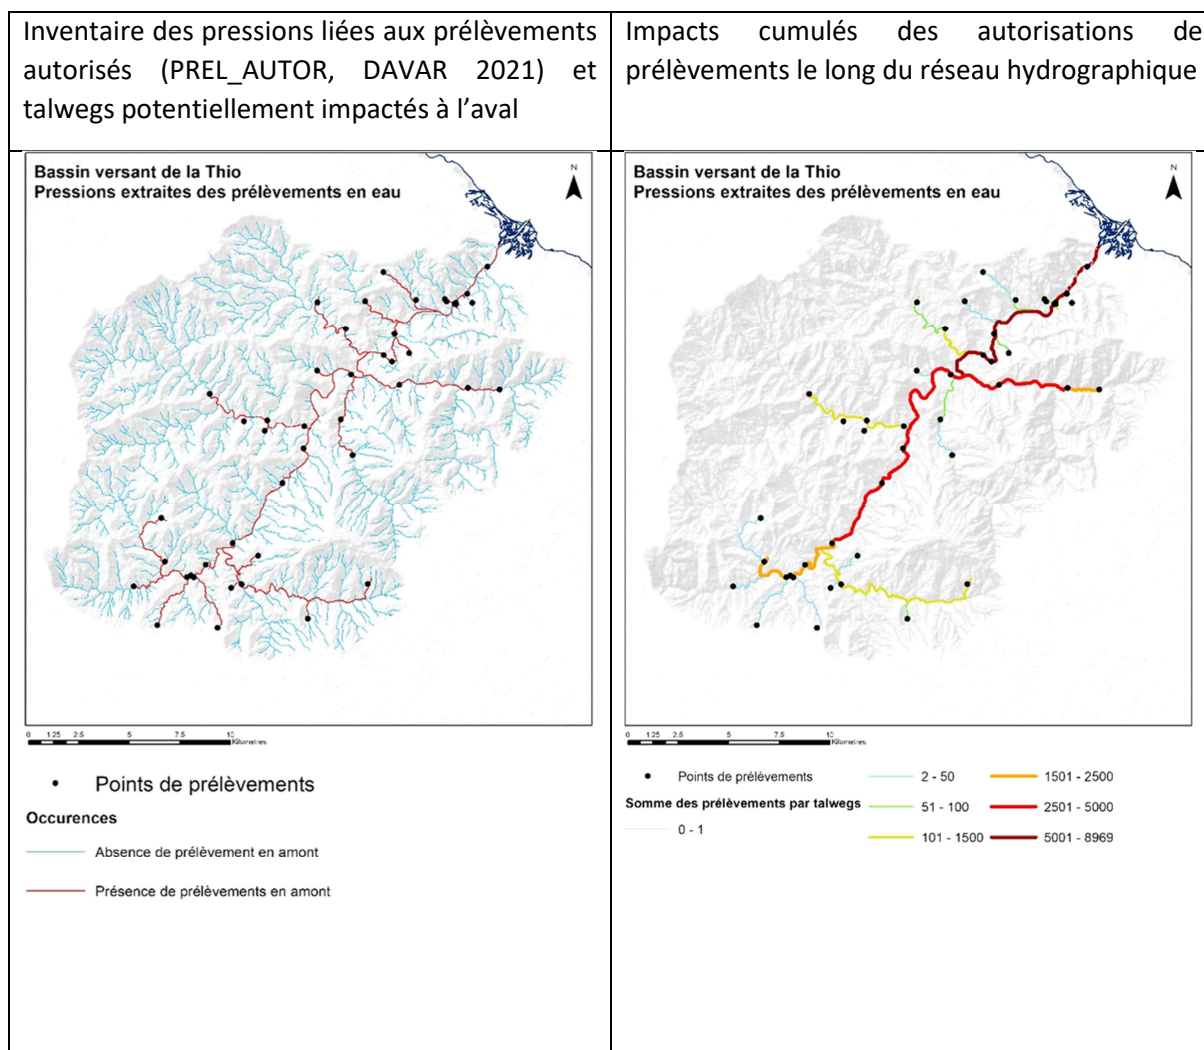 Inventaire des pressions liées aux prélèvements
autorisés (PREL_AUTOR, DAVAR 2021) et
talwegs potentiellement impactés à l'aval
Impacts cumulés des autorisations de
prélèvements le long du réseau hydrographique
Bassin versant de la Thio
Pressions extraites des prélèvements en eau
N
0 1.25 2.5 5 7.5 10
Kilometres
Points de prélèvements
Occurences
Absence de prélèvement en amont
Présence de prélèvements en amont
Bassin versant de la Thio
Pressions extraites des prélèvements en eau
N
0 1.25 2.5 5 7.5 10
Kilometres
Points de prélèvements
Somme des prélèvements par talwegs
0 - 1
2 - 50
51 - 100
101 - 1500
1501 - 2500
2501 - 5000
5001 - 8969